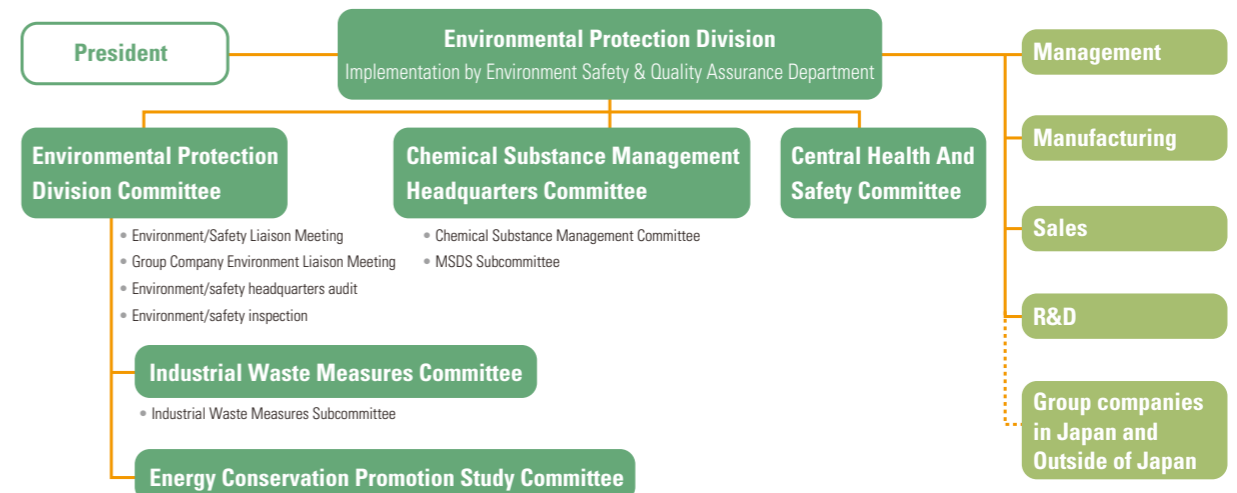 President
Environmental Protection Division
Implementation by Environment Safety & Quality Assurance Department
Environmental Protection
Division Committee
• Environment/Safety Liaison Meeting
• Group Company Environment Liaison Meeting
• Environment/safety headquarters audit
• Environment/safety inspection
Industrial Waste Measures Committee
• Industrial Waste Measures Subcommittee
Energy Conservation Promotion Study Committee
Chemical Substance Management
Headquarters Committee
• Chemical Substance Management Committee
• MSDS Subcommittee
Central Health And
Safety Committee
Management
Manufacturing
Sales
R&D
Group companies
in Japan and
Outside of Japan